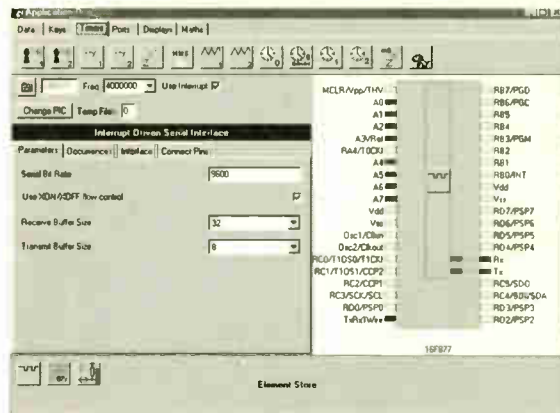 Application
Data Keys Timers Ports Displays Maths
Freq 4000000 Use Interrupt
Change PIC Temp File 0
Interrupt Driven Serial Interface
Parameters Occurrences Interface Connect Pins
Serial Bit Rate 9600
Use XON/XOFF flow control
Receive Buffer Size 32
Transmit Buffer Size 8
MCLR/Vpp/THV RB7/PGD
A0 RB6/PGC
A1 RB5
A2 RB4
A3/Ref RB3/PGM
RA4/T0CKI RB2
A4 RB1
A5 RB0/INT
A6 Vdd
A7 Vss
Vdd RD7/PSP7
Vss RD6/PSP6
Osc1/Clkin RD5/PSP5
Osc2/Clkout RD4/PSP4
RC0/T1OSO/T1CKI Rx
RC1/T1OS1/CCP2 Tx
RC2/CCP1 RC5/SDO
RC3/SCK/SCL RC4/SDI/SDA
RD0/PSP0 RD3/PSP3
TxRxTWire RD2/PSP2
16F877
Element Store